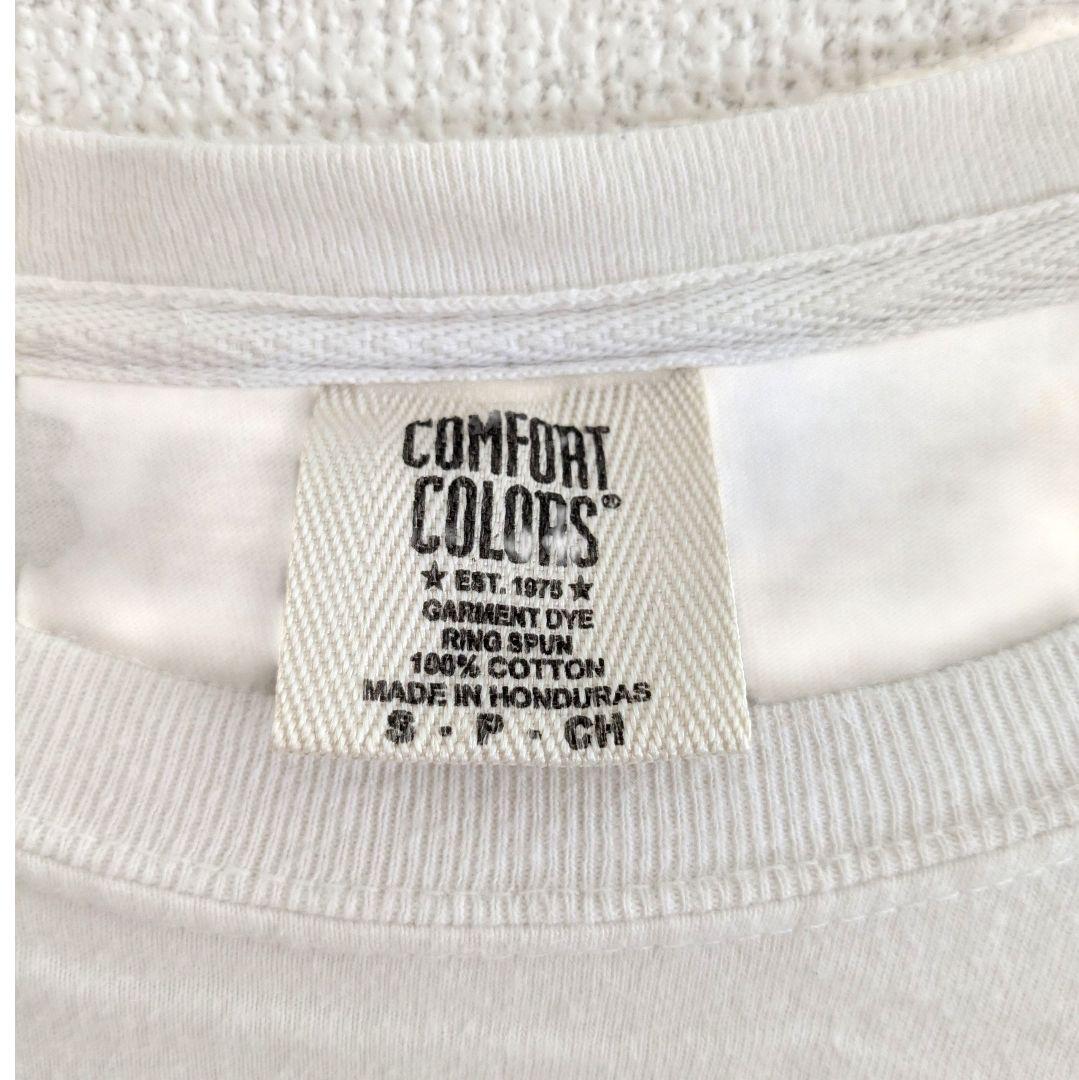 COMFORT
COLORS®
★ EST. 1975 ★
GARMENT DYE
RING SPUN
100% COTTON
MADE IN HONDURAS
S · P · CH